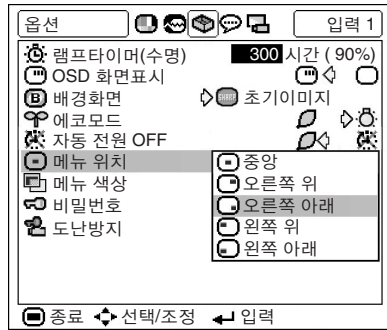 옵션 입력 1
램프타이머(수명) 300 시간 ( 90%)
OSD 화면표시
B 배경화면 SHARP 초기이미지
에코모드
자동 전원 OFF
메뉴 위치 중앙
오른쪽 위
메뉴 색상 오른쪽 아래
비밀번호 왼쪽 위
도난방지 왼쪽 아래
종료 선택/조정 입력